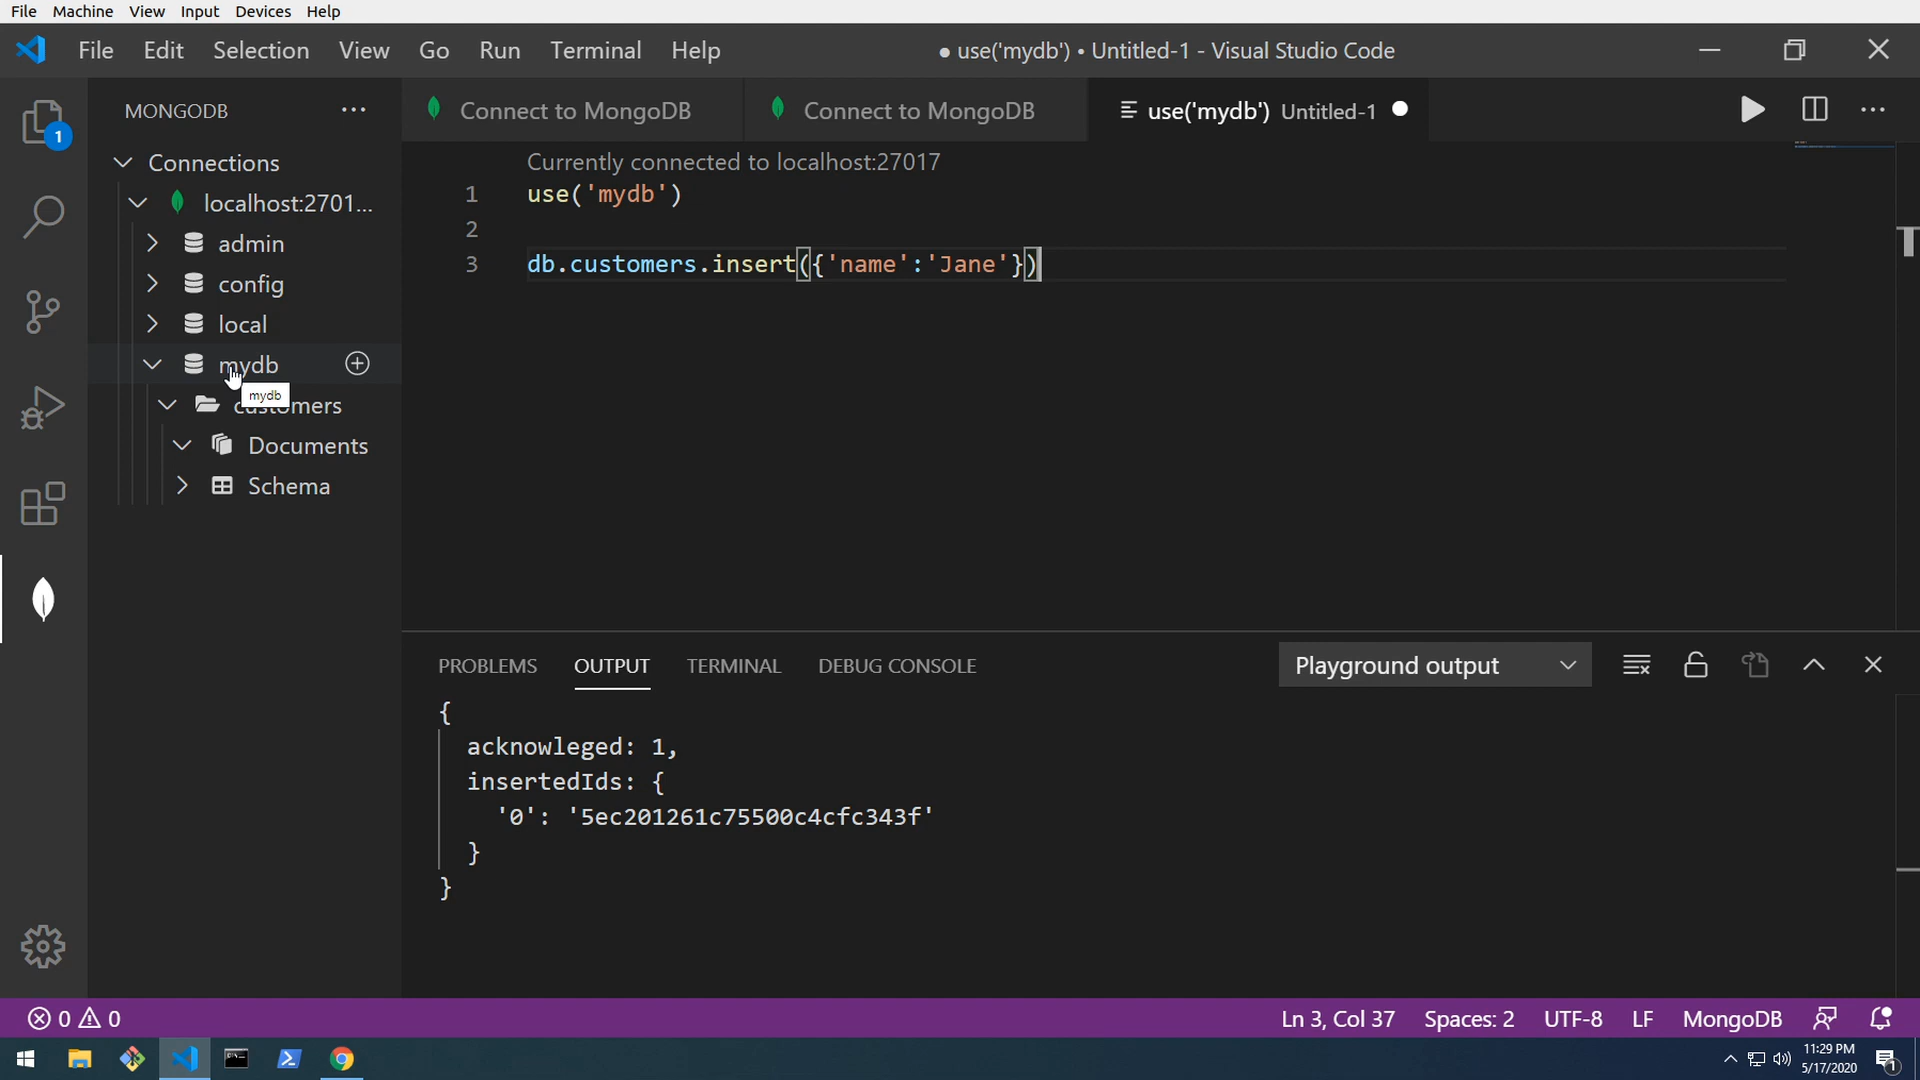 File Machine View Input Devices Help
File Edit Selection View Go Run Terminal Help
● use('mydb') • Untitled-1 - Visual Studio Code
1
MONGODB
Connections
localhost:2701...
admin
config
local
mydb
mydb
customers
Documents
Schema
Connect to MongoDB
Connect to MongoDB
use('mydb') Untitled-1
Currently connected to localhost:27017
1 use('mydb')
2
3 db.customers.insert({'name':'Jane'})
PROBLEMS OUTPUT TERMINAL DEBUG CONSOLE
Playground output
{
acknowleged: 1,
insertedIds: {
'0': '5ec201261c75500c4cfc343f'
}
}
0 0
Ln 3, Col 37 Spaces: 2 UTF-8 LF MongoDB
11:29 PM
5/17/2020
1